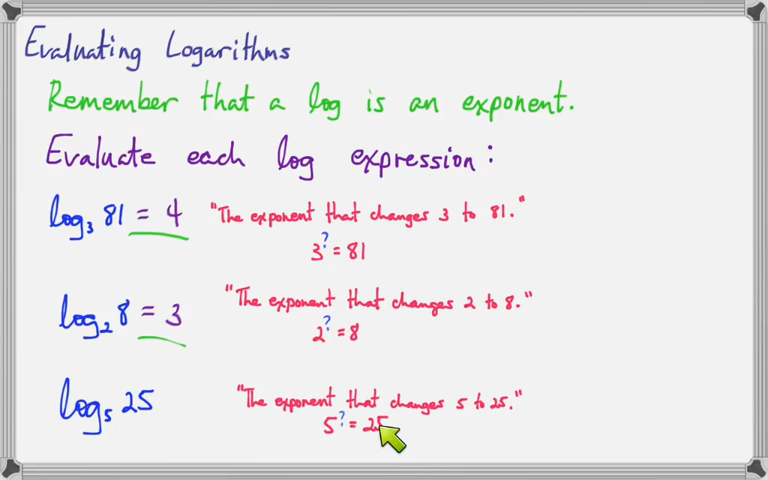 Evaluating Logarithms
Remember that a log is an exponent.
Evaluate each log expression:
log₃ 81 = 4 "The exponent that changes 3 to 81."
3^? = 81
log₂ 8 = 3 "The exponent that changes 2 to 8."
2^? = 8
log₅ 25 "The exponent that changes 5 to 25."
5^? = 25